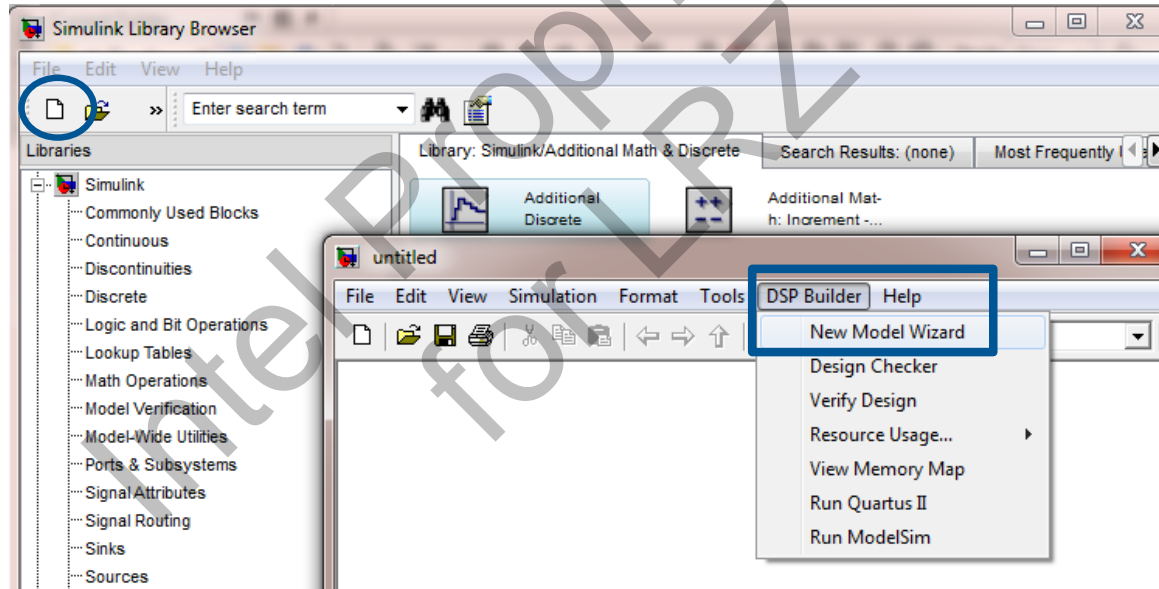 Simulink Library Browser
File Edit View Help
» Enter search term
Libraries
Library: Simulink/Additional Math & Discrete
Search Results: (none)
Most Frequently
Simulink
Commonly Used Blocks
Continuous
Discontinuities
Discrete
Logic and Bit Operations
Lookup Tables
Math Operations
Model Verification
Model-Wide Utilities
Ports & Subsystems
Signal Attributes
Signal Routing
Sinks
Sources
Additional
Discrete
Additional Mat-
h: Increment -...
untitled
File Edit View Simulation Format Tools DSP Builder Help
New Model Wizard
Design Checker
Verify Design
Resource Usage...
View Memory Map
Run Quartus II
Run ModelSim
Intel
for LRZ